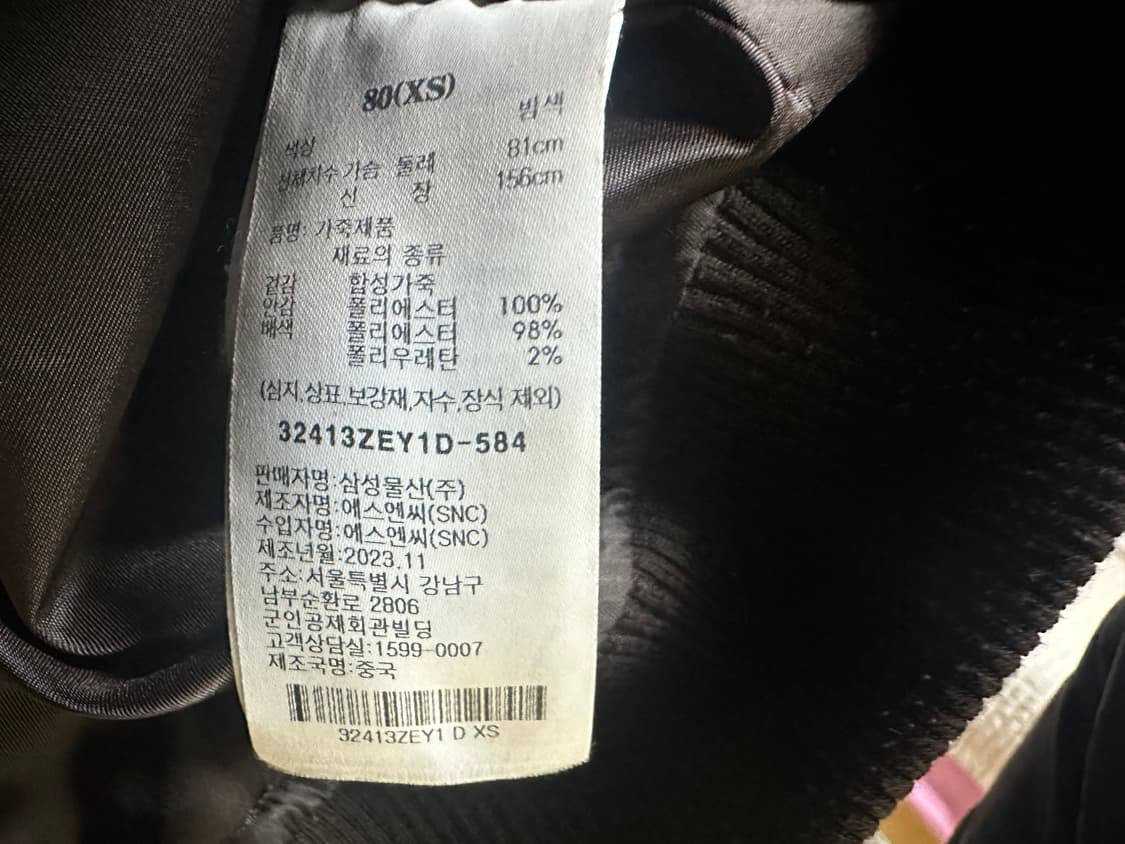 80(XS)
색상 밤색
신체치수 가슴 둘레 81cm
신 장 156cm
품명: 가죽제품
재료의 종류
겉감 합성가죽
안감 폴리에스터 100%
배색 폴리에스터 98%
폴리우레탄 2%
(심지,상표,보강재,자수,장식 제외)
32413ZEY1D-584
판매자명:삼성물산(주)
제조자명:에스엔씨(SNC)
수입자명:에스엔씨(SNC)
제조년월:2023.11
주소:서울특별시 강남구
남부순환로 2806
군인공제회관빌딩
고객상담실:1599-0007
제조국명:중국
32413ZEY1 D XS